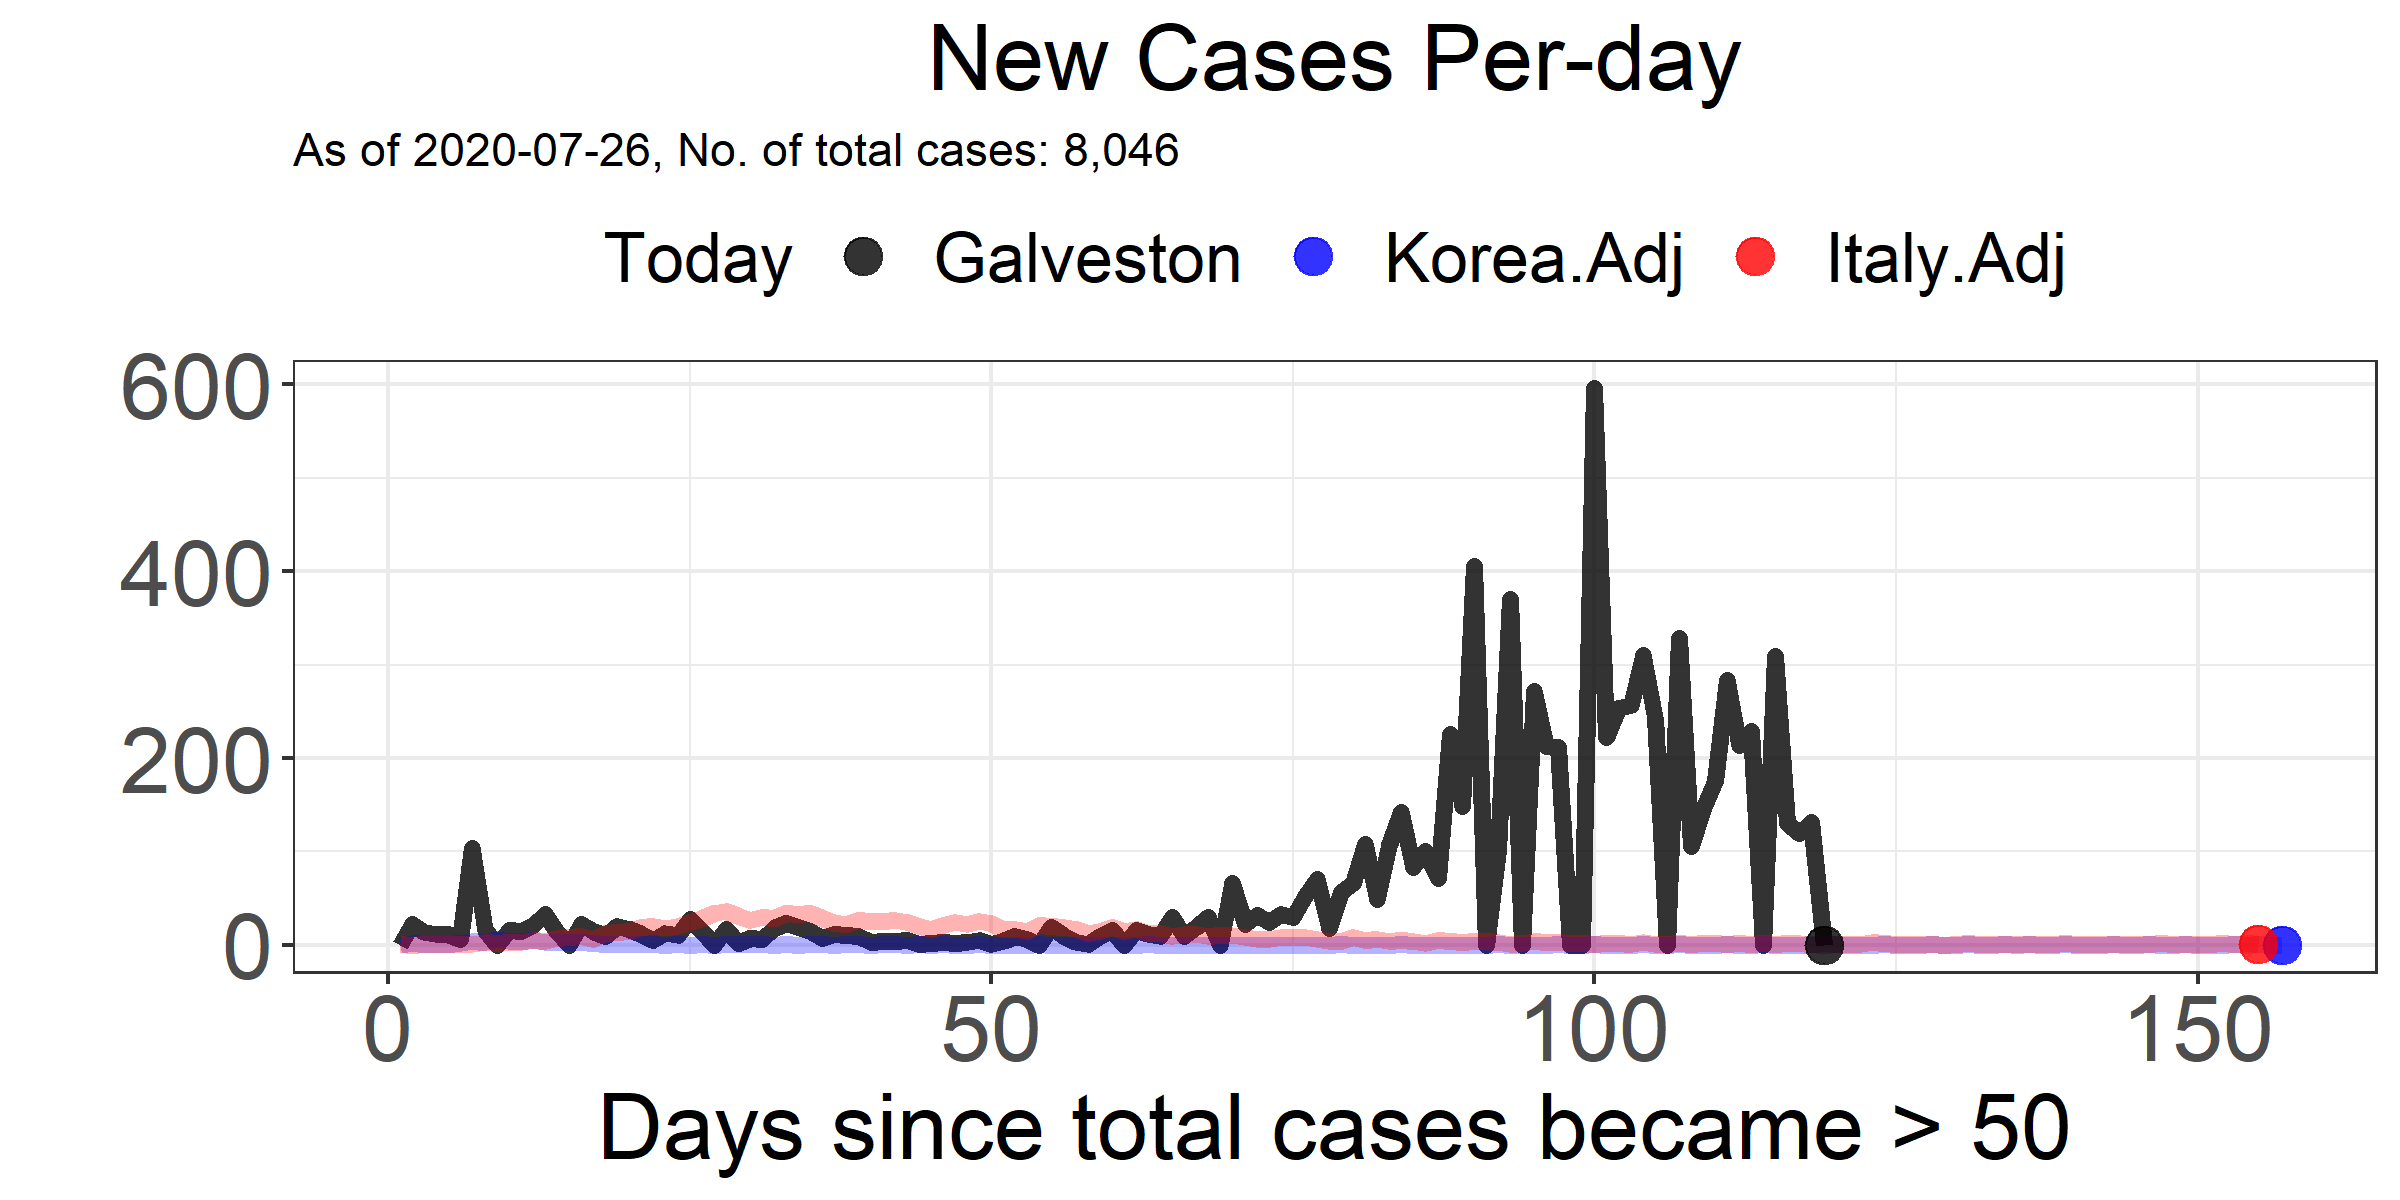 New Cases Per-day
As of 2020-07-26, No. of total cases: 8,046
Today Galveston Korea.Adj Italy.Adj
600
400
200
0
0 50 100 150
Days since total cases became > 50